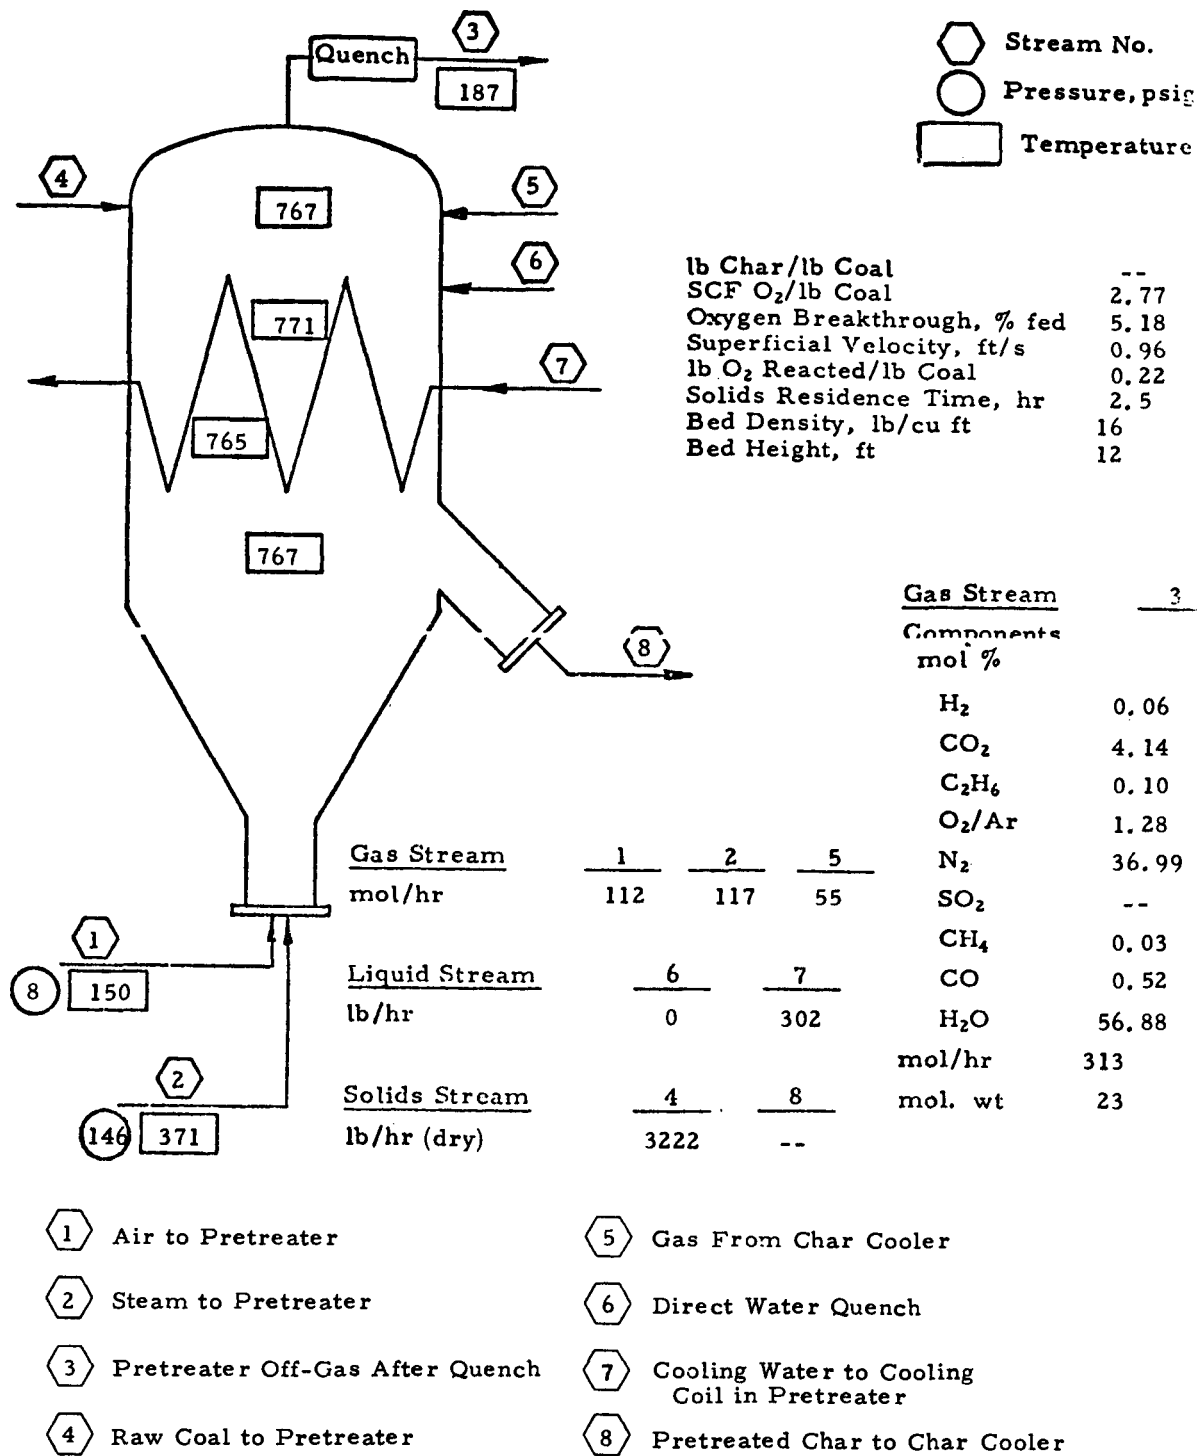 3
Quench
187
Stream No.
Pressure, psig
Temperature
4
767
5
6
771
7
765
767
8
lb Char/lb Coal --
SCF O₂/lb Coal 2.77
Oxygen Breakthrough, % fed 5.18
Superficial Velocity, ft/s 0.96
lb O₂ Reacted/lb Coal 0.22
Solids Residence Time, hr 2.5
Bed Density, lb/cu ft 16
Bed Height, ft 12
Gas Stream 3
Components
mol %
H₂ 0.06
CO₂ 4.14
C₂H₆ 0.10
O₂/Ar 1.28
N₂ 36.99
SO₂ --
CH₄ 0.03
CO 0.52
H₂O 56.88
mol/hr 313
mol. wt 23
Gas Stream 1 2 5
mol/hr 112 117 55
Liquid Stream 6 7
lb/hr 0 302
Solids Stream 4 8
lb/hr (dry) 3222 --
1
8 150
2
146 371
1 Air to Pretreater
2 Steam to Pretreater
3 Pretreater Off-Gas After Quench
4 Raw Coal to Pretreater
5 Gas From Char Cooler
6 Direct Water Quench
7 Cooling Water to Cooling
Coil in Pretreater
8 Pretreated Char to Char Cooler